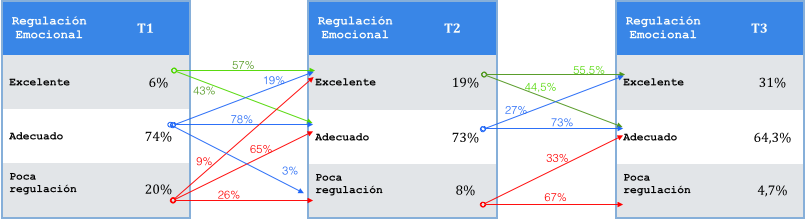 Regulación
Emocional
T1
Regulación
Emocional
T2
Regulación
Emocional
T3
Excelente
6%
57%
19%
43%
Excelente
19%
55.5%
44.5%
27%
Excelente
31%
Adecuado
74%
78%
9%
65%
3%
Adecuado
73%
73%
33%
Adecuado
64,3%
Poca
regulación
20%
26%
Poca
regulación
8%
67%
Poca
regulación
4,7%